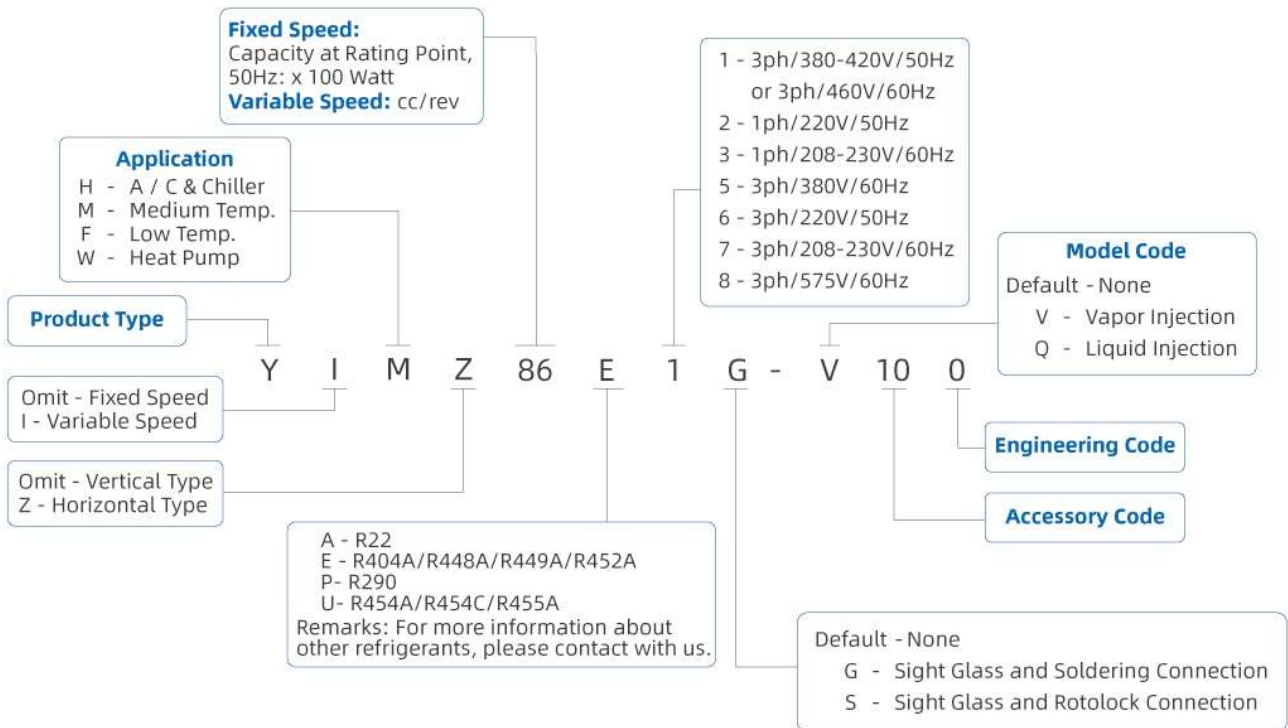 Fixed Speed:
Capacity at Rating Point,
50Hz: x 100 Watt
Variable Speed: cc/rev
1 - 3ph/380-420V/50Hz
or 3ph/460V/60Hz
2 - 1ph/220V/50Hz
3 - 1ph/208-230V/60Hz
5 - 3ph/380V/60Hz
6 - 3ph/220V/50Hz
7 - 3ph/208-230V/60Hz
8 - 3ph/575V/60Hz
Application
H - A / C & Chiller
M - Medium Temp.
F - Low Temp.
W - Heat Pump
Model Code
Default - None
V - Vapor Injection
Q - Liquid Injection
Product Type
Y I M Z 86 E 1 G - V 10 0
Omit - Fixed Speed
I - Variable Speed
Omit - Vertical Type
Z - Horizontal Type
Engineering Code
Accessory Code
A - R22
E - R404A/R448A/R449A/R452A
P- R290
U- R454A/R454C/R455A
Remarks: For more information about
other refrigerants, please contact with us.
Default - None
G - Sight Glass and Soldering Connection
S - Sight Glass and Rotolock Connection